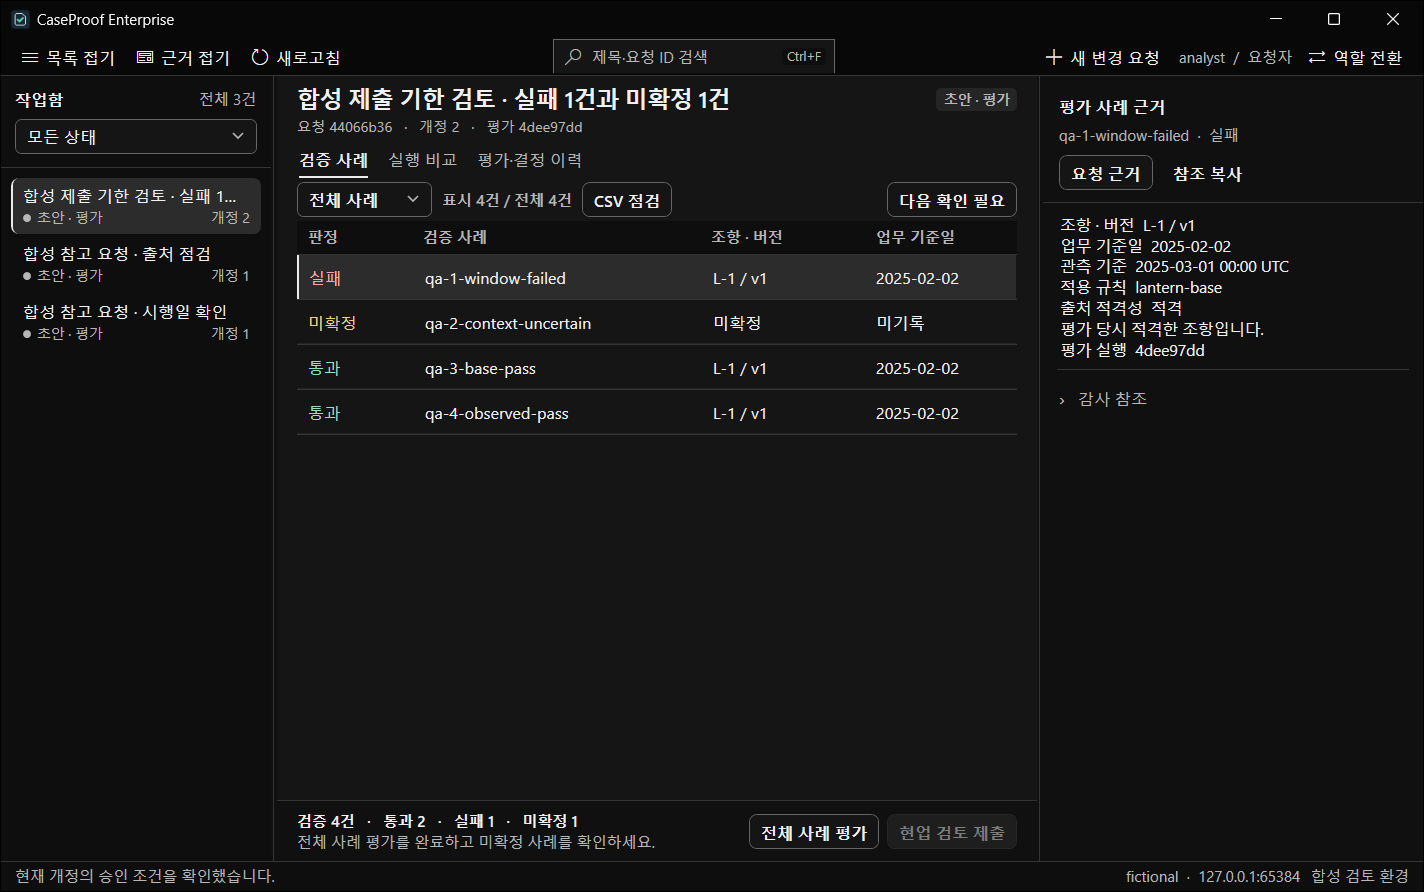 CaseProof Enterprise
목록 접기 근거 접기 새로고침 제목·요청 ID 검색 Ctrl+F 새 변경 요청 analyst / 요청자 역할 전환
작업함 전체 3건
모든 상태
합성 제출 기한 검토 · 실패 1...
초안 · 평가 개정 2
합성 참고 요청 · 출처 점검
초안 · 평가 개정 1
합성 참고 요청 · 시행일 확인
초안 · 평가 개정 1
합성 제출 기한 검토 · 실패 1건과 미확정 1건 초안 · 평가
요청 44066b36 · 개정 2 · 평가 4dee97dd
검증 사례 실행 비교 평가·결정 이력
전체 사례 표시 4건 / 전체 4건 CSV 점검 다음 확인 필요
판정 검증 사례 조항 · 버전 업무 기준일
실패 qa-1-window-failed L-1 / v1 2025-02-02
미확정 qa-2-context-uncertain 미확정 미기록
통과 qa-3-base-pass L-1 / v1 2025-02-02
통과 qa-4-observed-pass L-1 / v1 2025-02-02
검증 4건 · 통과 2 · 실패 1 · 미확정 1
전체 사례 평가를 완료하고 미확정 사례를 확인하세요.
전체 사례 평가 현업 검토 제출
평가 사례 근거
qa-1-window-failed · 실패
요청 근거 참조 복사
조항 · 버전 L-1 / v1
업무 기준일 2025-02-02
관측 기준 2025-03-01 00:00 UTC
적용 규칙 lantern-base
출처 적격성 적격
평가 당시 적격한 조항입니다.
평가 실행 4dee97dd
› 감사 참조
현재 개정의 승인 조건을 확인했습니다. fictional · 127.0.0.1:65384 합성 검토 환경